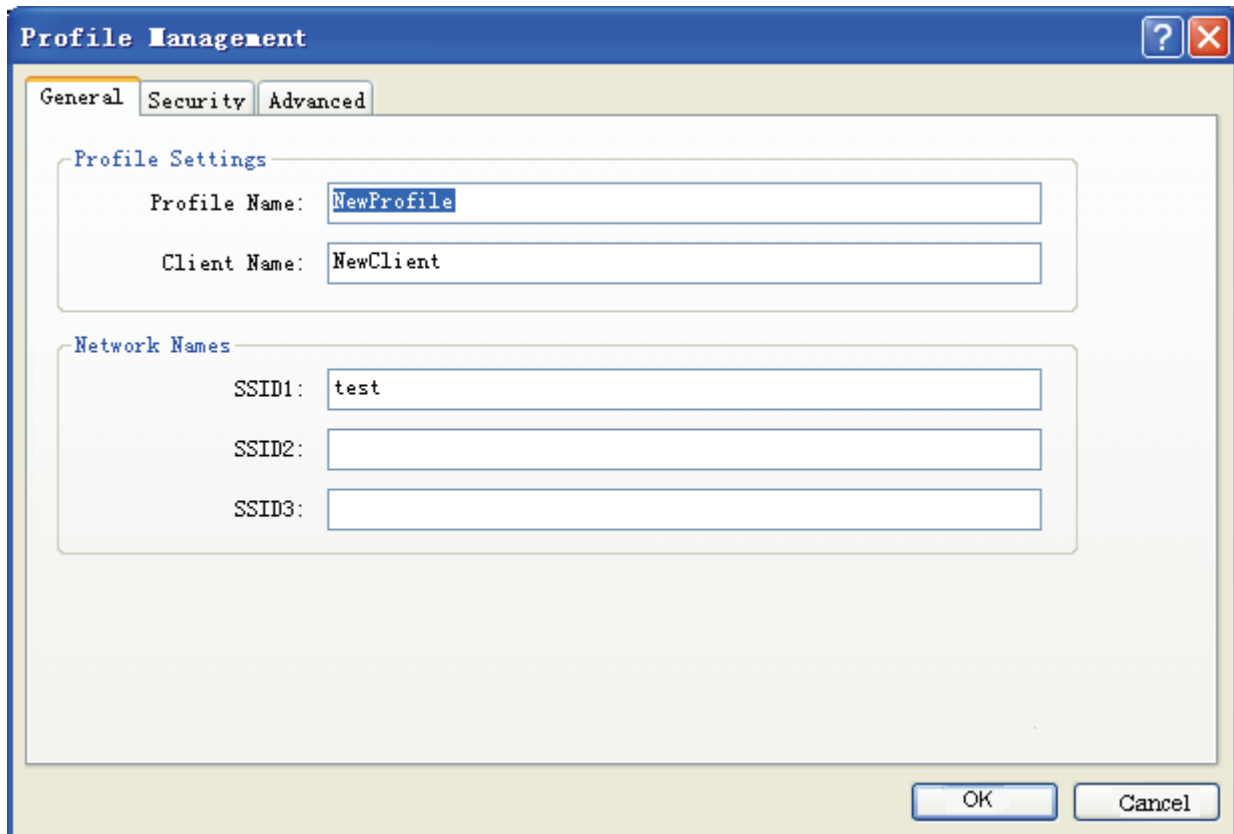 Profile Management
General Security Advanced
Profile Settings
Profile Name: NewProfile
Client Name: NewClient
Network Names
SSID1: test
SSID2:
SSID3:
OK Cancel